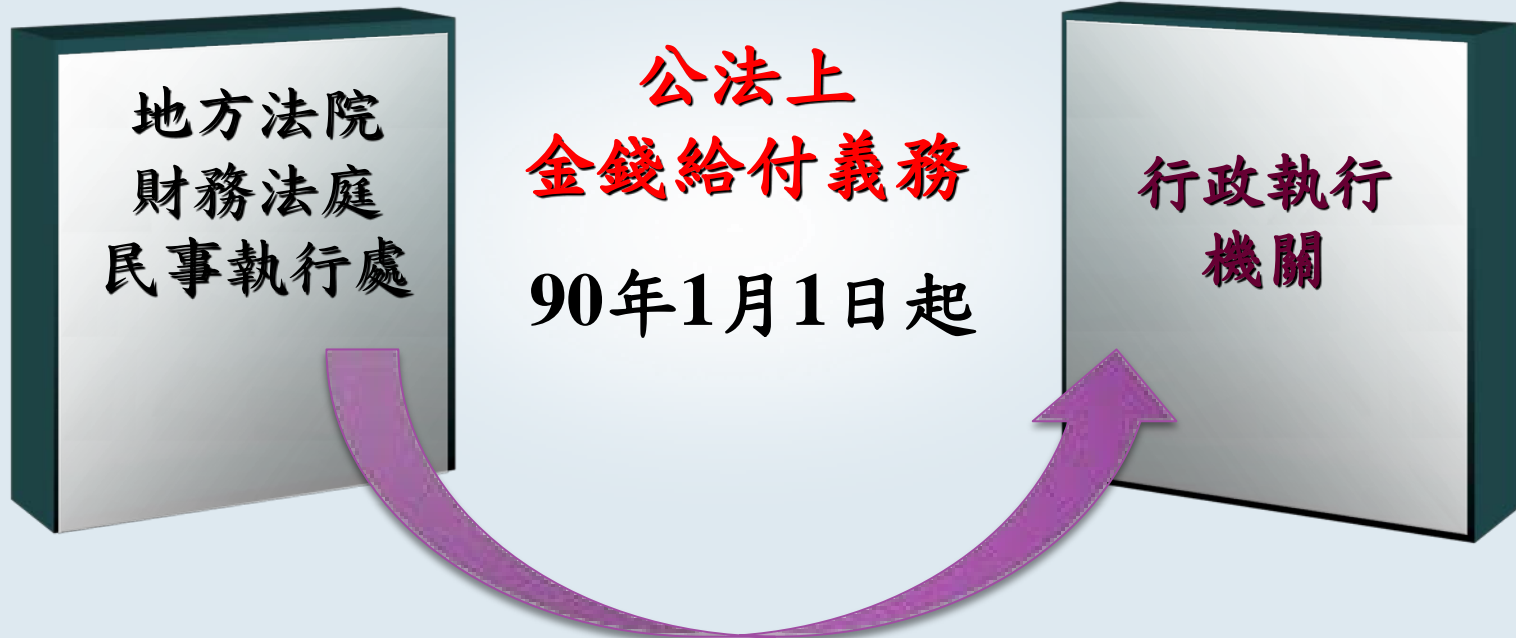 地方法院
財務法庭
民事執行處
公法上
金錢給付義務
90年1月1日起
行政執行
機關